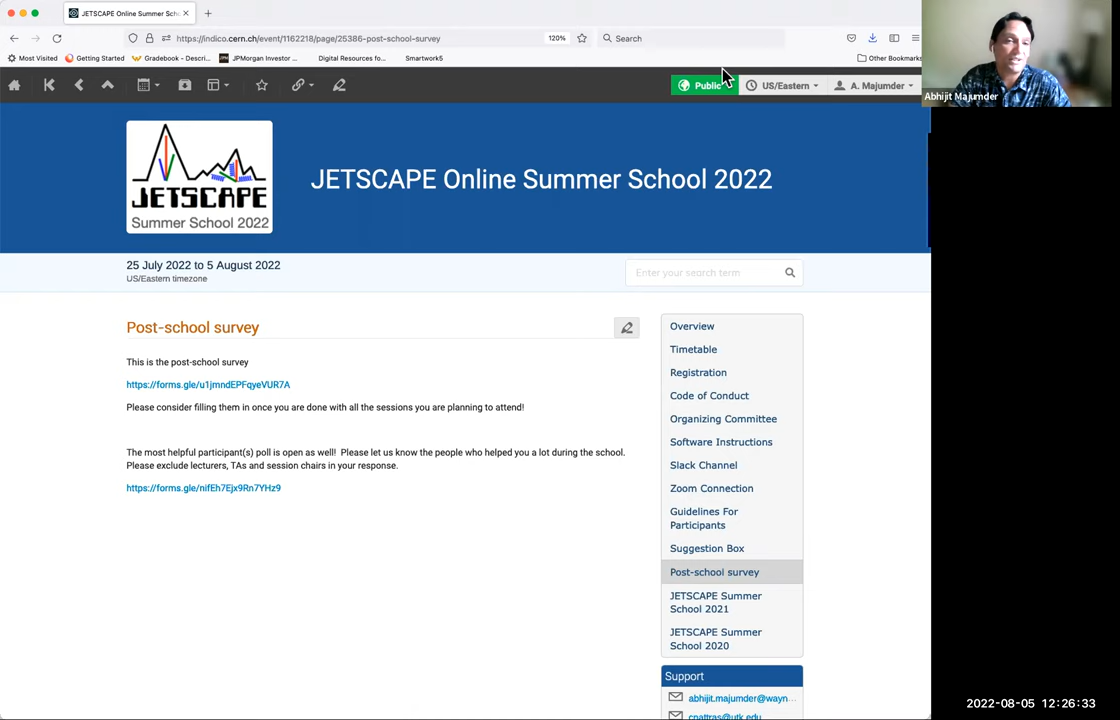 JETSCAPE Online Summer Scho
https://indico.cern.ch/event/1162218/page/25386-post-school-survey
120%
Search
Most Visited
Getting Started
Gradebook - Descri...
JPMorgan Investor ...
Digital Resources fo...
Smartwork5
Other Bookmarks
Public
US/Eastern
A. Majumder
Abhijit Majumder
JETSCAPE
Summer School 2022
JETSCAPE Online Summer School 2022
25 July 2022 to 5 August 2022
US/Eastern timezone
Enter your search term
Post-school survey
This is the post-school survey
https://forms.gle/u1jmndEPFqyeVUR7A
Please consider filling them in once you are done with all the sessions you are planning to attend!
The most helpful participant(s) poll is open as well!  Please let us know the people who helped you a lot during the school.
Please exclude lecturers, TAs and session chairs in your response.
https://forms.gle/nifEh7Ejx9Rn7YHz9
Overview
Timetable
Registration
Code of Conduct
Organizing Committee
Software Instructions
Slack Channel
Zoom Connection
Guidelines For
Participants
Suggestion Box
Post-school survey
JETSCAPE Summer
School 2021
JETSCAPE Summer
School 2020
Support
abhijit.majumder@wayn...
cnattras@utk.edu
2022-08-05 12:26:33